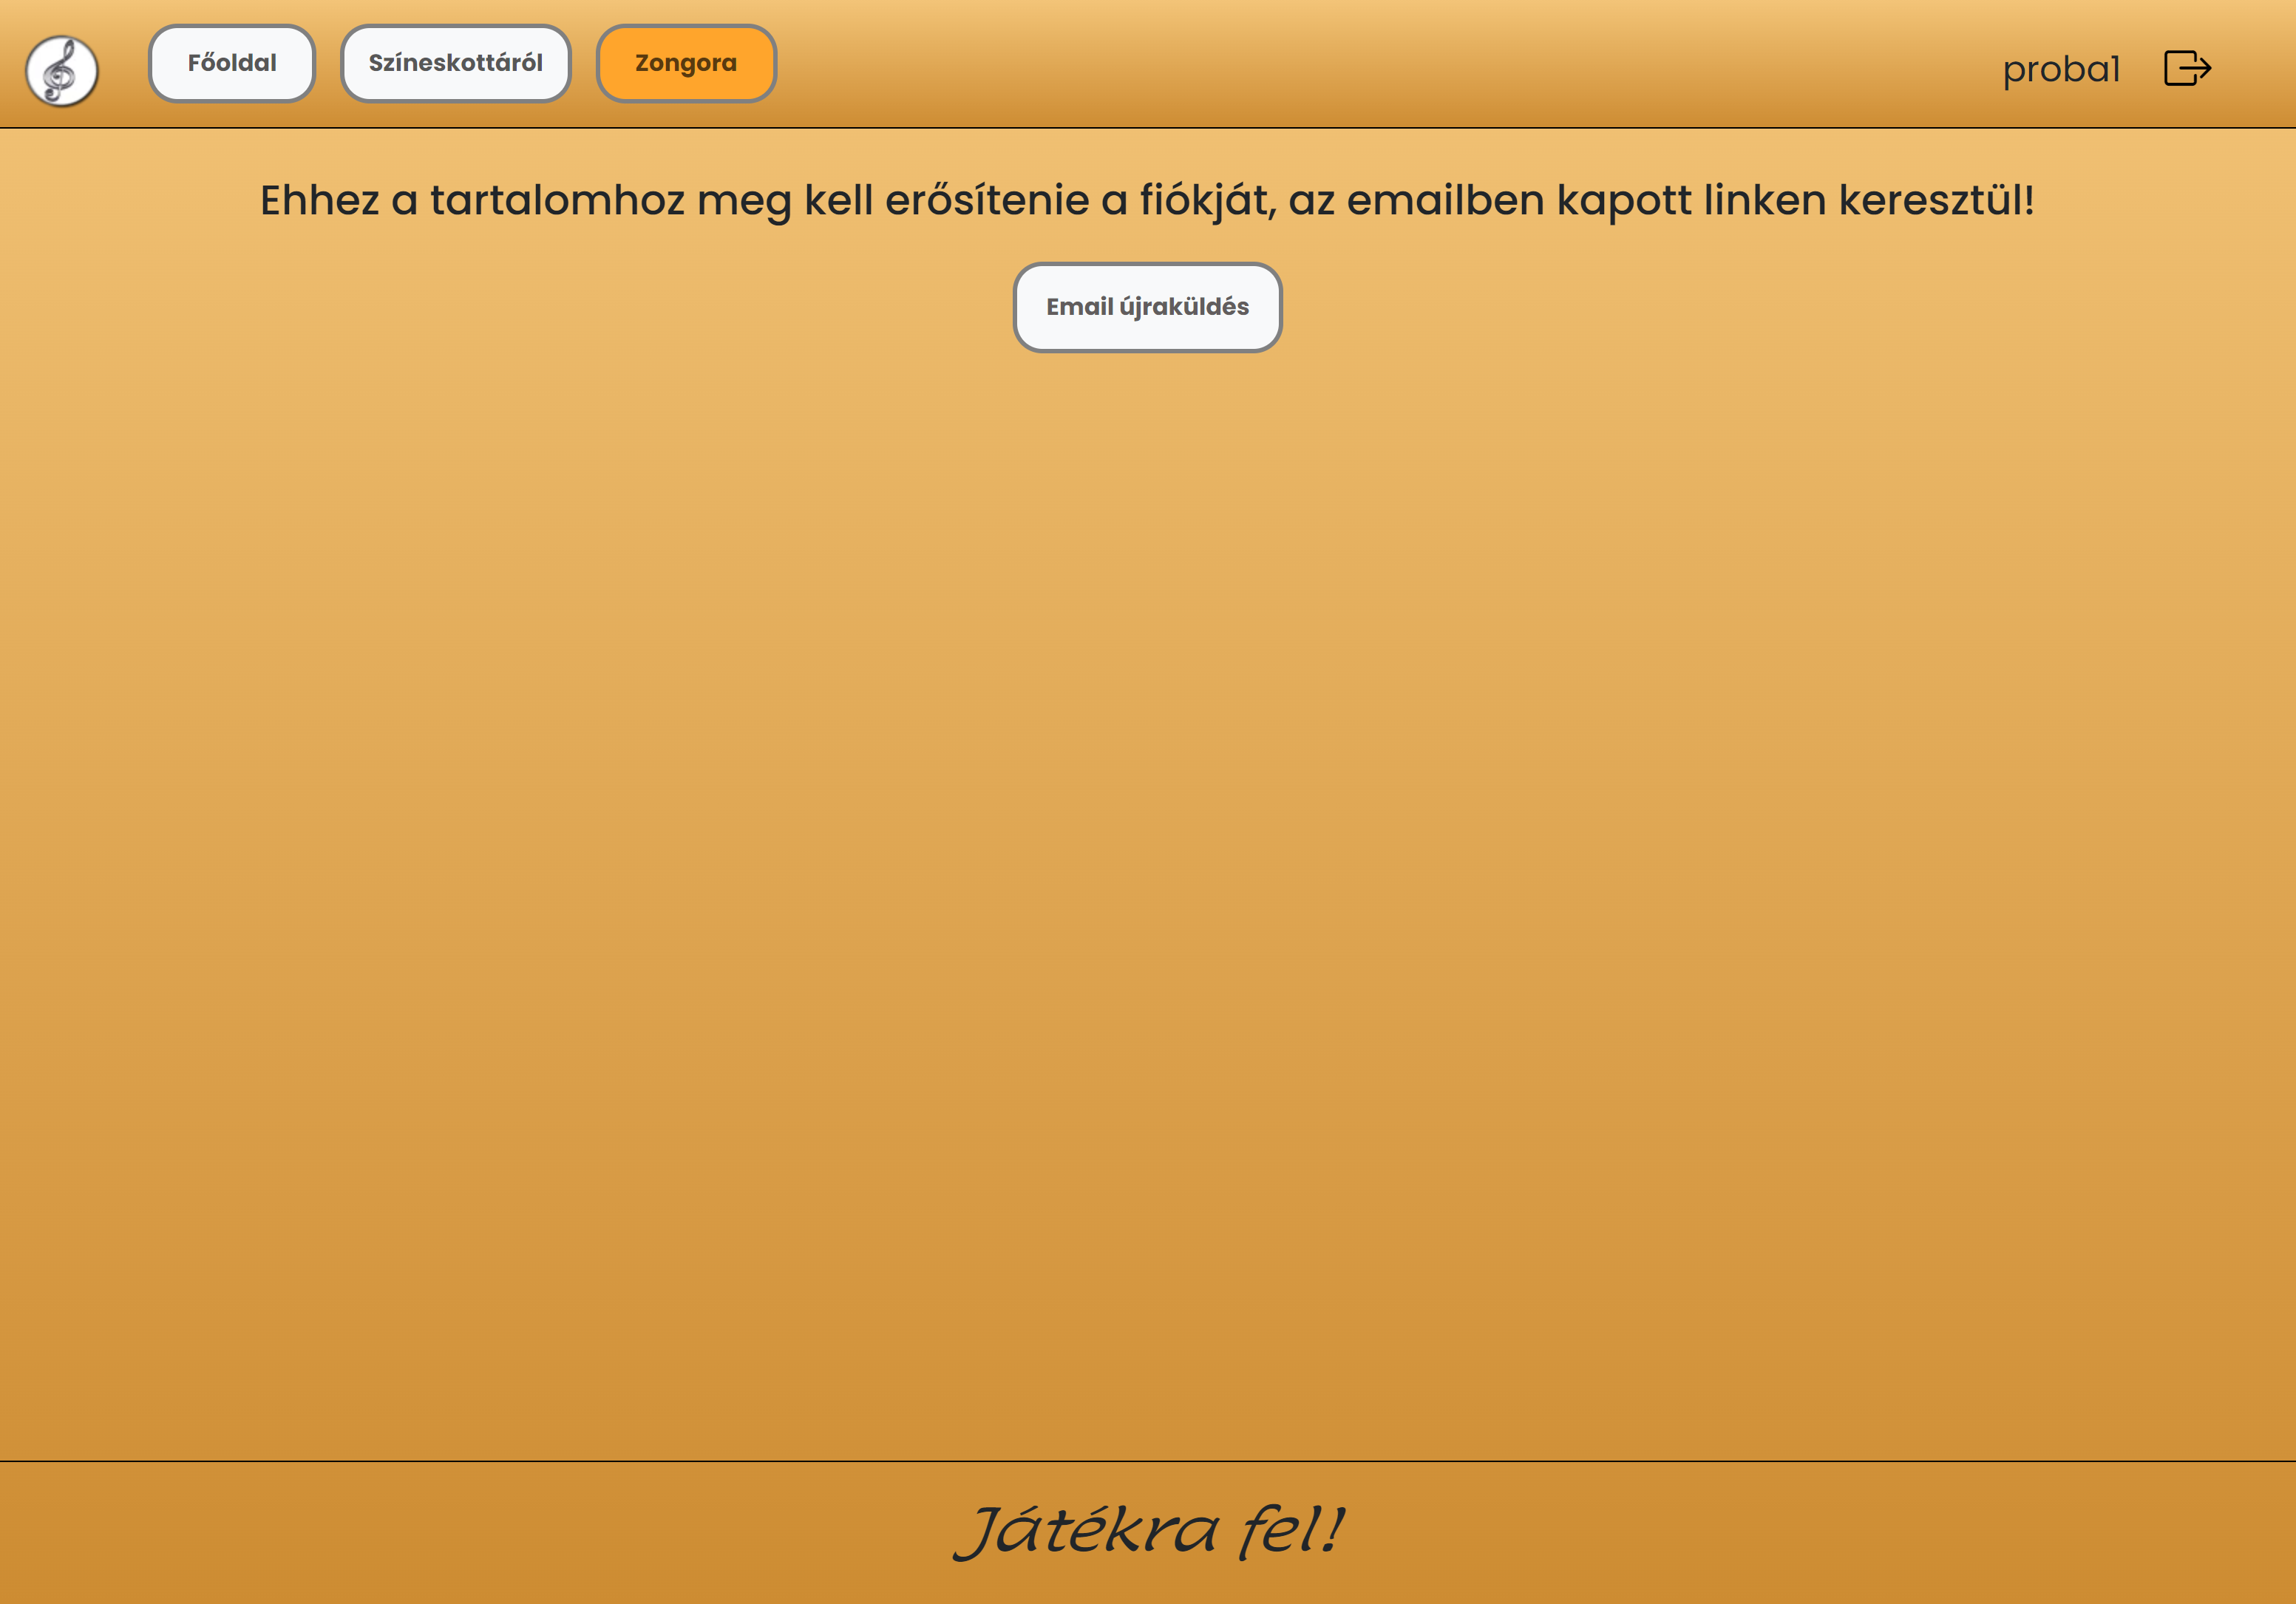 Főoldal
Színeskottáról
Zongora
proba1
Ehhez a tartalomhoz meg kell erősítenie a fiókját, az emailben kapott linken keresztül!
Email újraküldés
Játékra fel!